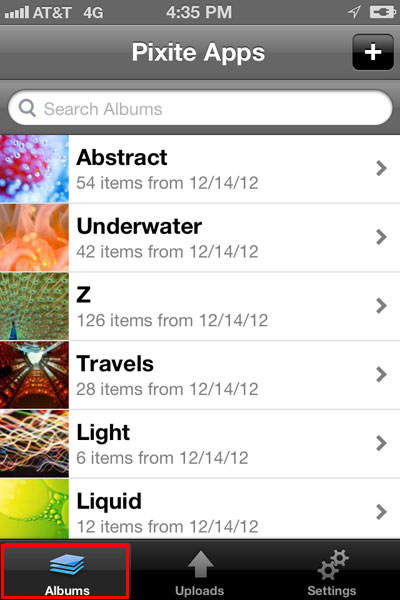 AT&T 4G 4:35 PM
Pixite Apps +
Search Albums
Abstract
54 items from 12/14/12
Underwater
42 items from 12/14/12
Z
126 items from 12/14/12
Travels
28 items from 12/14/12
Light
6 items from 12/14/12
Liquid
12 items from 12/14/12
Albums Uploads Settings